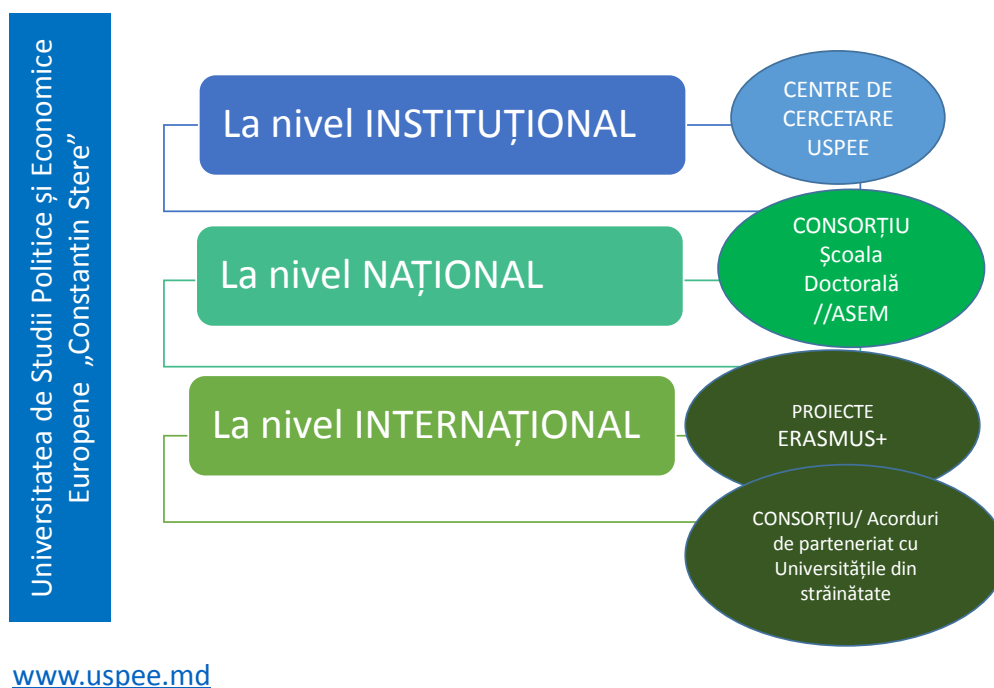 Universitatea de Studii Politice și Economice
Europene „Constantin Stere”
La nivel INSTITUȚIONAL
CENTRE DE
CERCETARE
USPEE
La nivel NAȚIONAL
CONSORȚIU
Școala
Doctorală
//ASEM
La nivel INTERNAȚIONAL
PROIECTE
ERASMUS+
CONSORȚIU/ Acorduri
de parteneriat cu
Universitățile din
străinătate
www.uspee.md